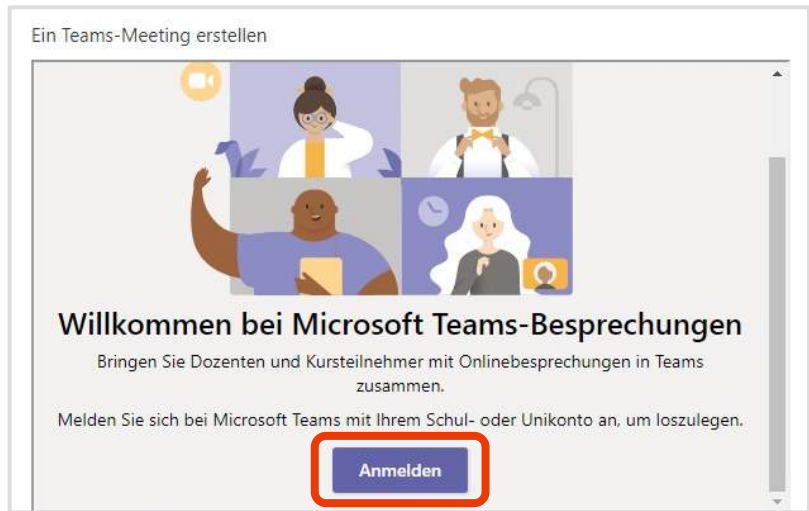 Ein Teams-Meeting erstellen
Willkommen bei Microsoft Teams-Besprechungen
Bringen Sie Dozenten und Kursteilnehmer mit Onlinebesprechungen in Teams
zusammen.
Melden Sie sich bei Microsoft Teams mit Ihrem Schul- oder Unikonto an, um loszulegen.
Anmelden